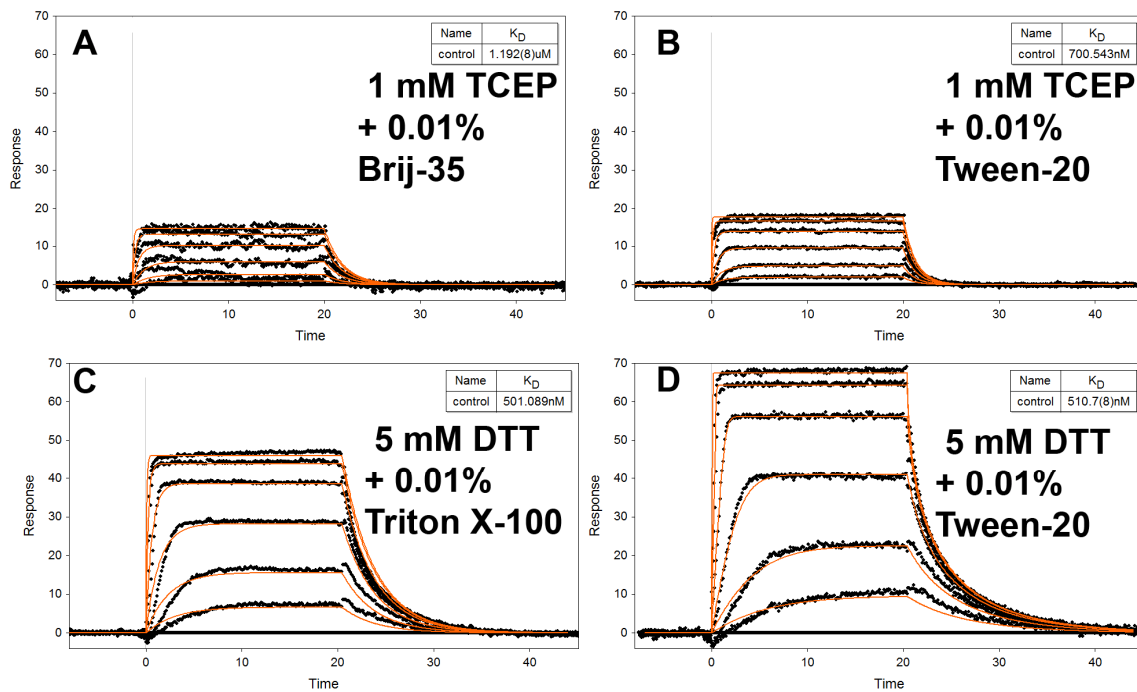 A
Name K_D
control 1.192(8)uM
1 mM TCEP
+ 0.01%
Brij-35
Response
70
60
50
40
30
20
10
0
0 10 20 30 40
Time
B
Name K_D
control 700.543nM
1 mM TCEP
+ 0.01%
Tween-20
Response
70
60
50
40
30
20
10
0
0 10 20 30 40
Time
C
Name K_D
control 501.089nM
5 mM DTT
+ 0.01%
Triton X-100
Response
70
60
50
40
30
20
10
0
0 10 20 30 40
Time
D
Name K_D
control 510.7(8)nM
5 mM DTT
+ 0.01%
Tween-20
Response
70
60
50
40
30
20
10
0
0 10 20 30 40
Time